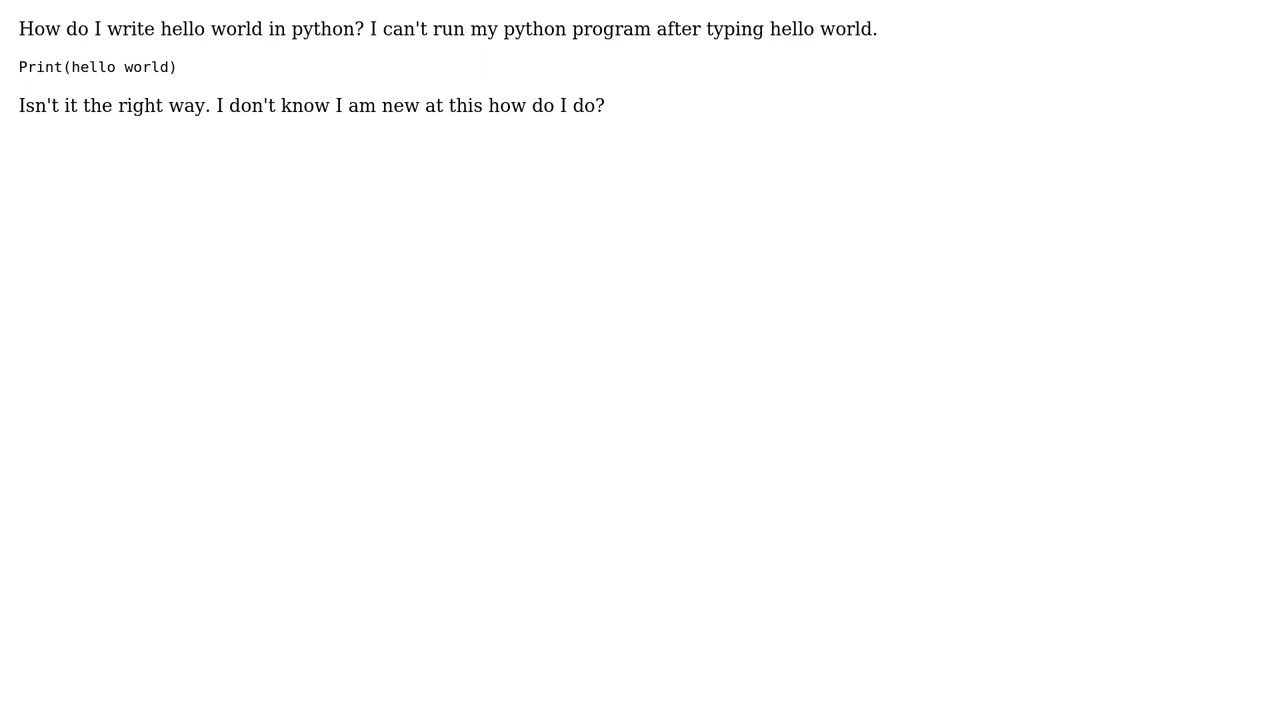 How do I write hello world in python? I can't run my python program after typing hello world.
Print(hello world)
Isn't it the right way. I don't know I am new at this how do I do?